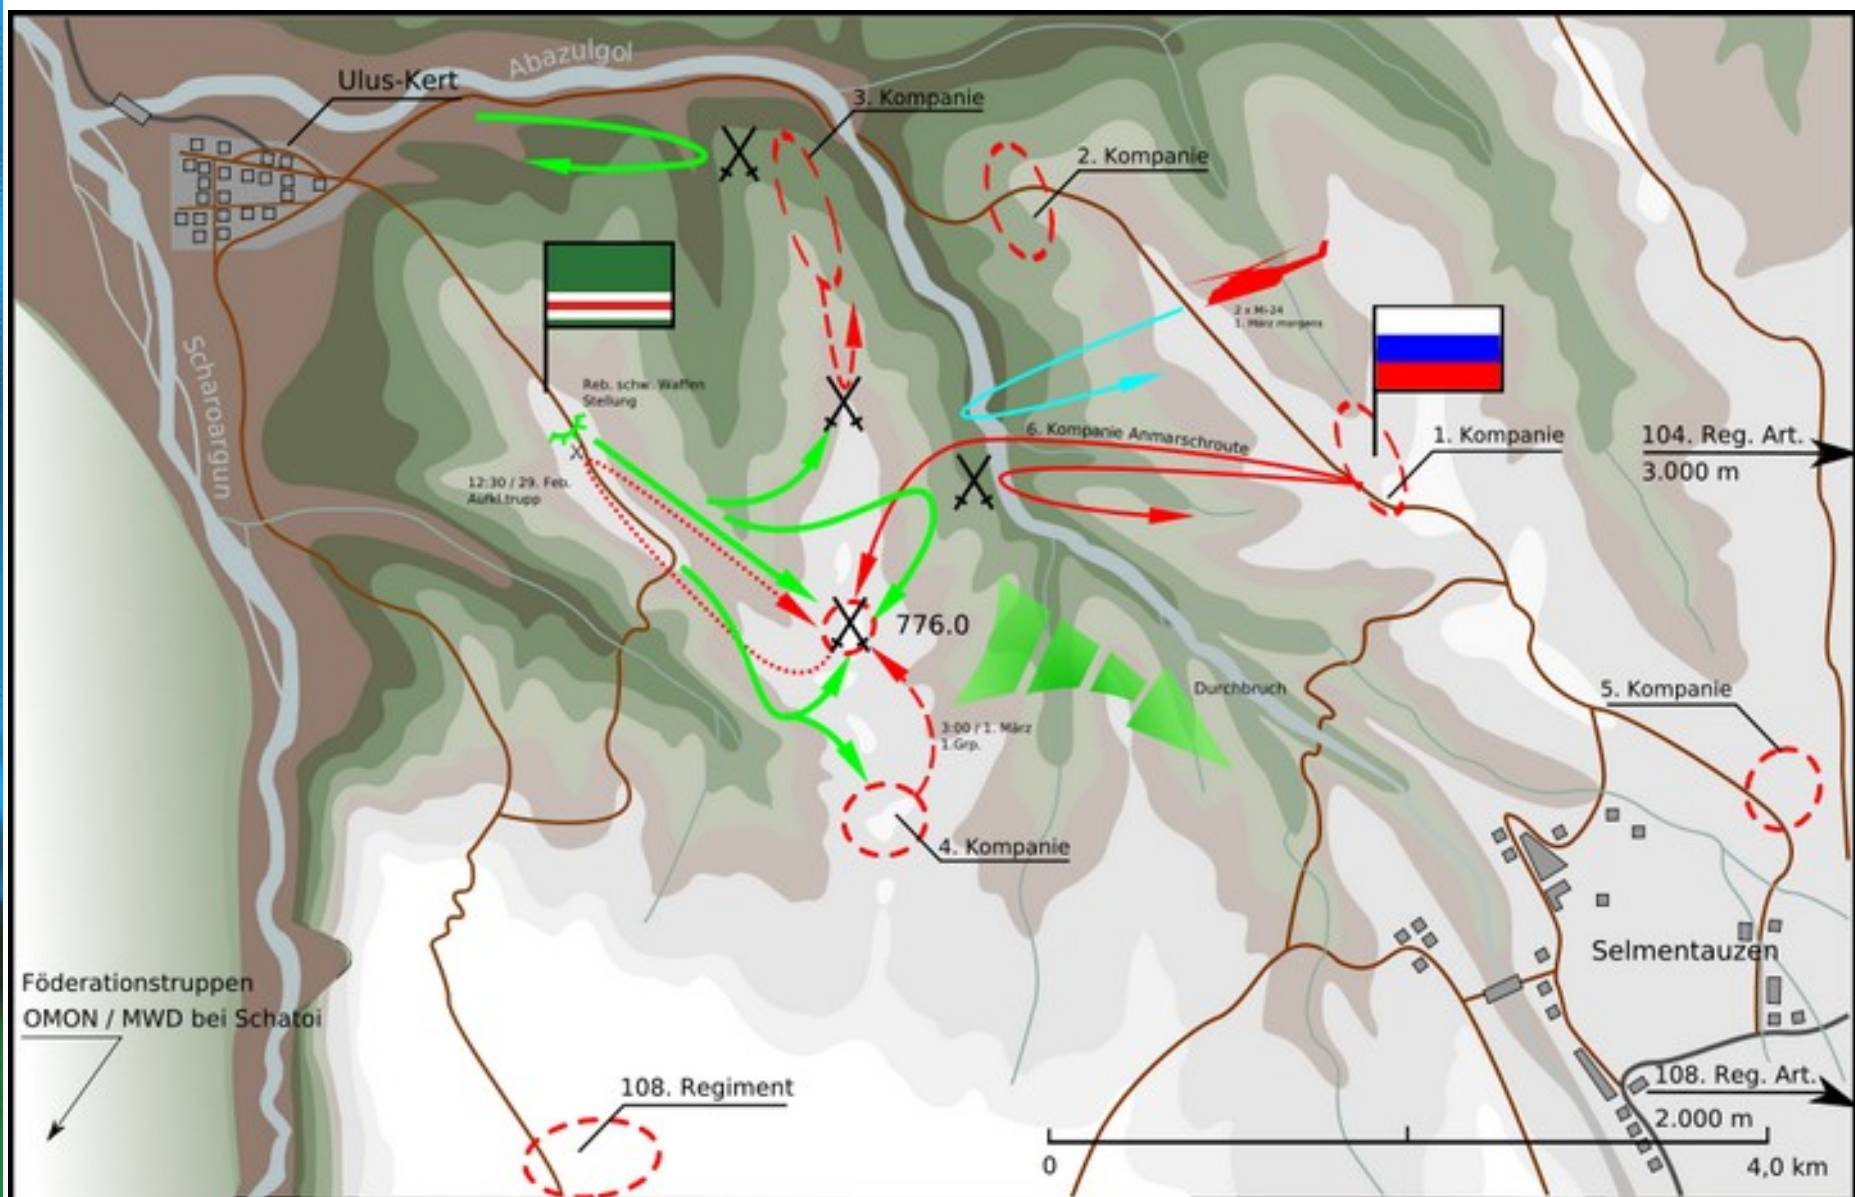 Abazulgol
Ulus-Kert
3. Kompanie
2. Kompanie
2 x Mi-24
1. März morgens
Scharoargun
Reb. schw. Waffen
Stellung
6. Kompanie Anmarschroute
1. Kompanie
104. Reg. Art.
3.000 m
12:30 / 29. Feb.
Aufkl.trupp
776.0
Durchbruch
5. Kompanie
3:00 / 1. März
1.Grp.
4. Kompanie
Selmentauzen
Föderationstruppen
OMON / MWD bei Schatoi
108. Regiment
108. Reg. Art.
2.000 m
0
4,0 km